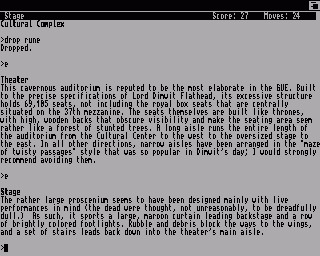 Stage Score: 27 Moves: 24
Cultural Complex
>drop rune
Dropped.
>e
Theater
This cavernous auditorium is reputed to be the most elaborate in the GUE. Built
to the precise specifications of Lord Dimwit Flathead, its excessive structure
holds 69,105 seats, not including the royal box seats that are centrally
situated on the 37th mezzanine. The seats themselves are built like thrones,
with high, wooden backs that obscure visibility and make the seating area seem
rather like a forest of stunted trees. A long aisle runs the entire length of
the auditorium from the Cultural Center to the west to the oversized stage to
the east. In all other directions, narrow aisles have been arranged in the "maze
of twisty passages" style that was so popular in Dimwit's day; I would strongly
recommend avoiding them.
>e
Stage
The rather large proscenium seems to have been designed mainly with live
performances in mind (the dead were thought, not unreasonably, to be dreadfully
dull.) As such, it sports a large, maroon curtain leading backstage and a row
of brightly colored footlights. Rubble and debris block the ways to the wings,
and a set of stairs leads back down into the theater's main aisle.
>